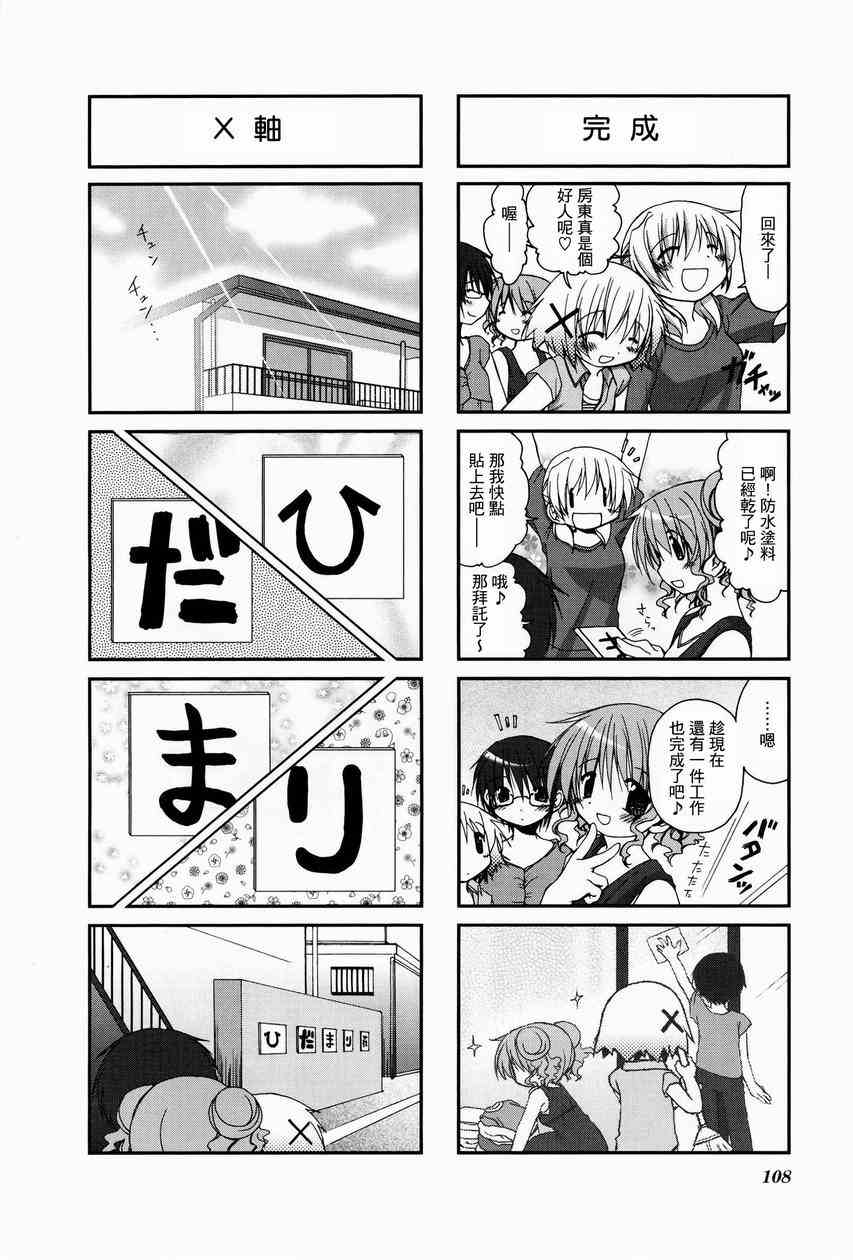 完成
回來了—
房東真是個
好人呢♡
喔—
ガチャッ
啊！防水塗料
已經乾了呢♪
那我快點
貼上去吧—
哦♪
那拜託了～
さらっ
……嗯
趁現在
還有一件工作
也完成了吧♪
バタンッ
たたたた
X軸
チュン
チュン…
ひ
だ
ま
り
ひ
だ
ま
り
108